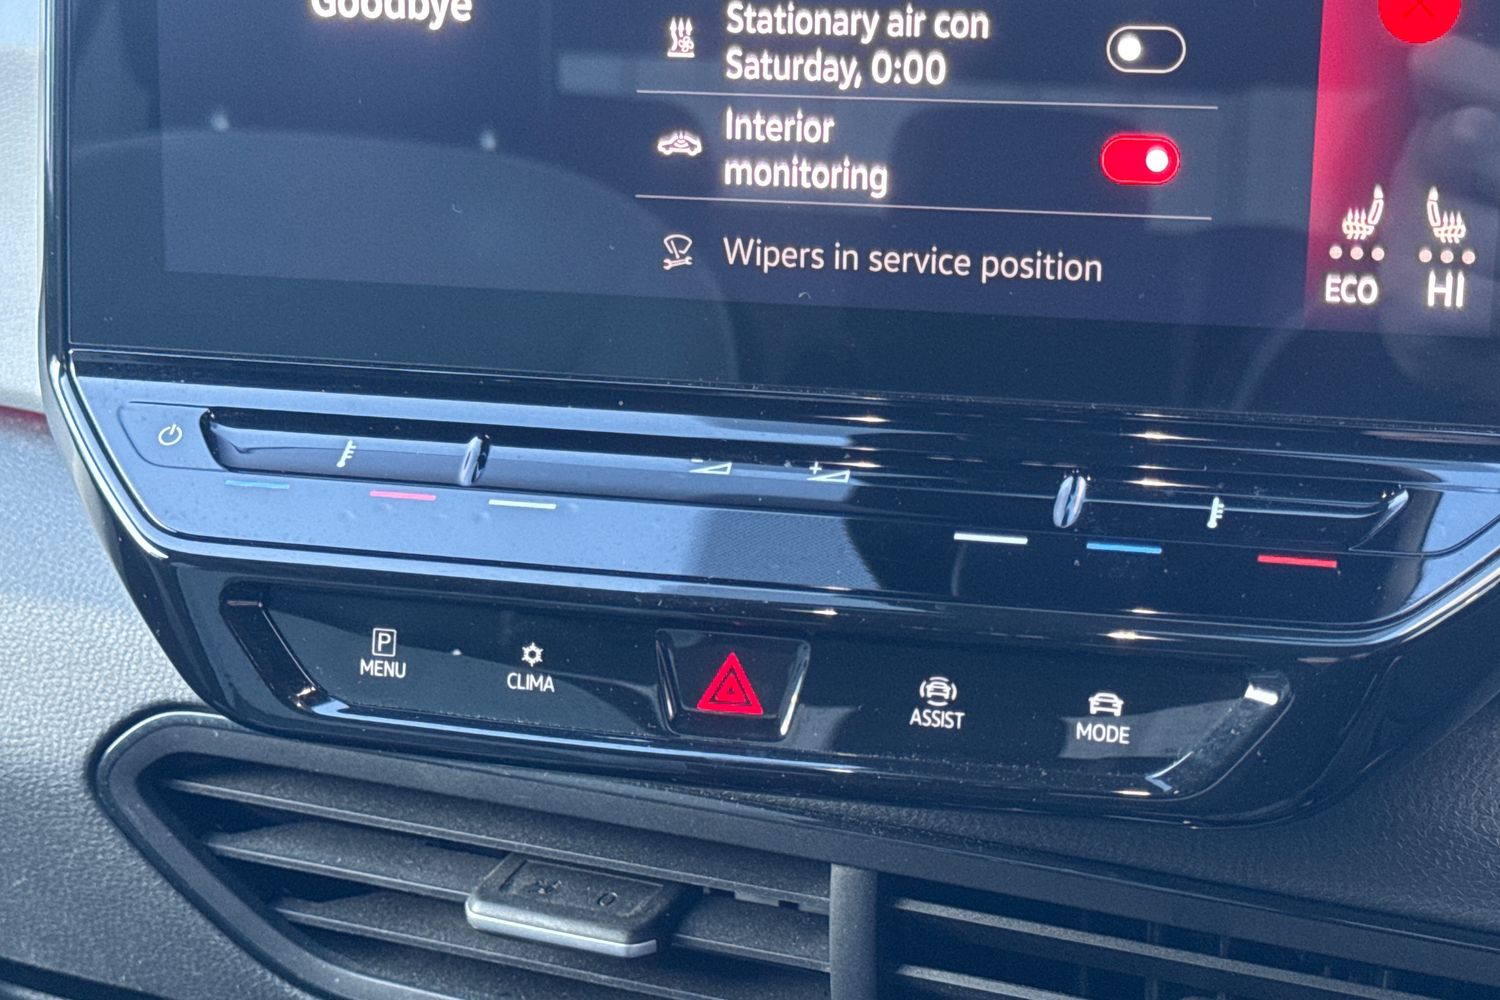 Goodbye
Stationary air con
Saturday, 0:00
Interior
monitoring
Wipers in service position
ECO
HI
P
MENU
CLIMA
ASSIST
MODE